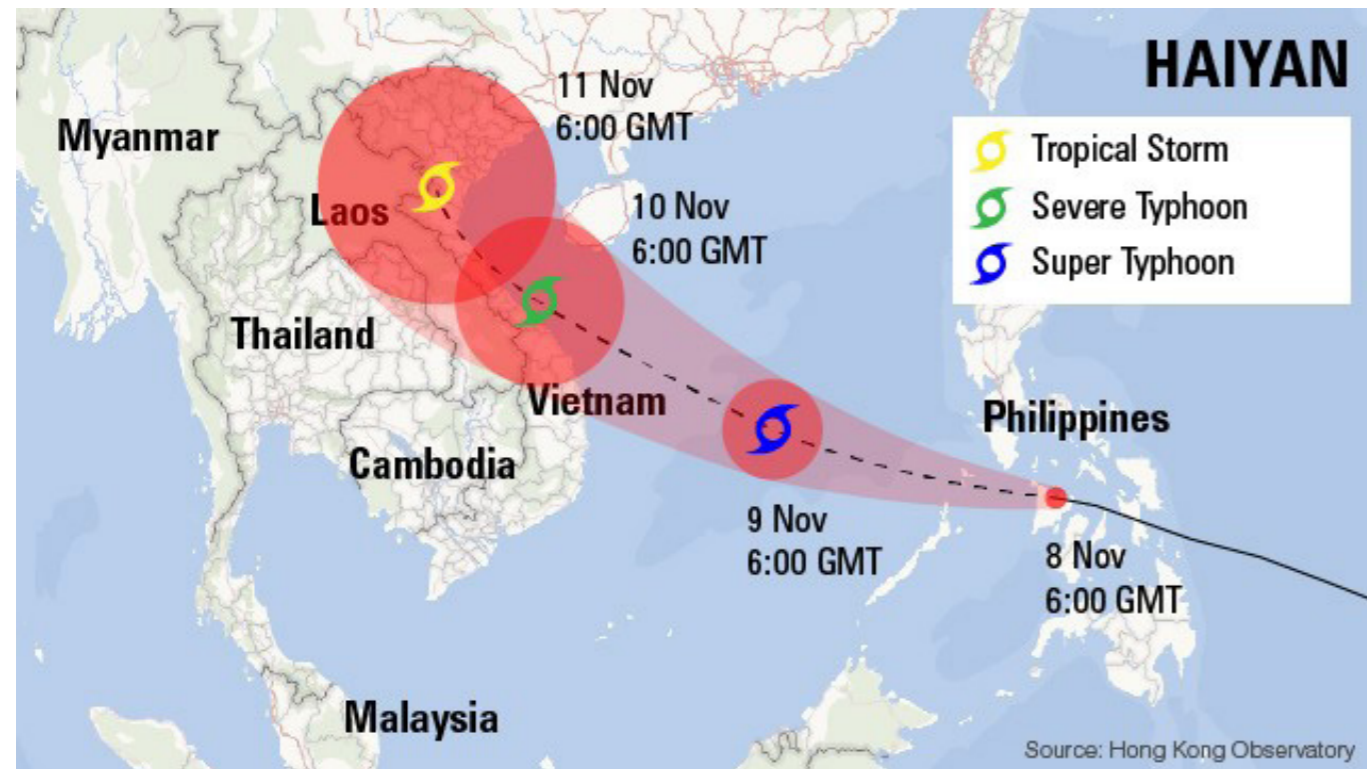 HAIYAN
Tropical Storm
Severe Typhoon
Super Typhoon
11 Nov
6:00 GMT
Myanmar
10 Nov
6:00 GMT
Laos
Thailand
Vietnam
Philippines
Cambodia
9 Nov
6:00 GMT
8 Nov
6:00 GMT
Malaysia
Source: Hong Kong Observatory